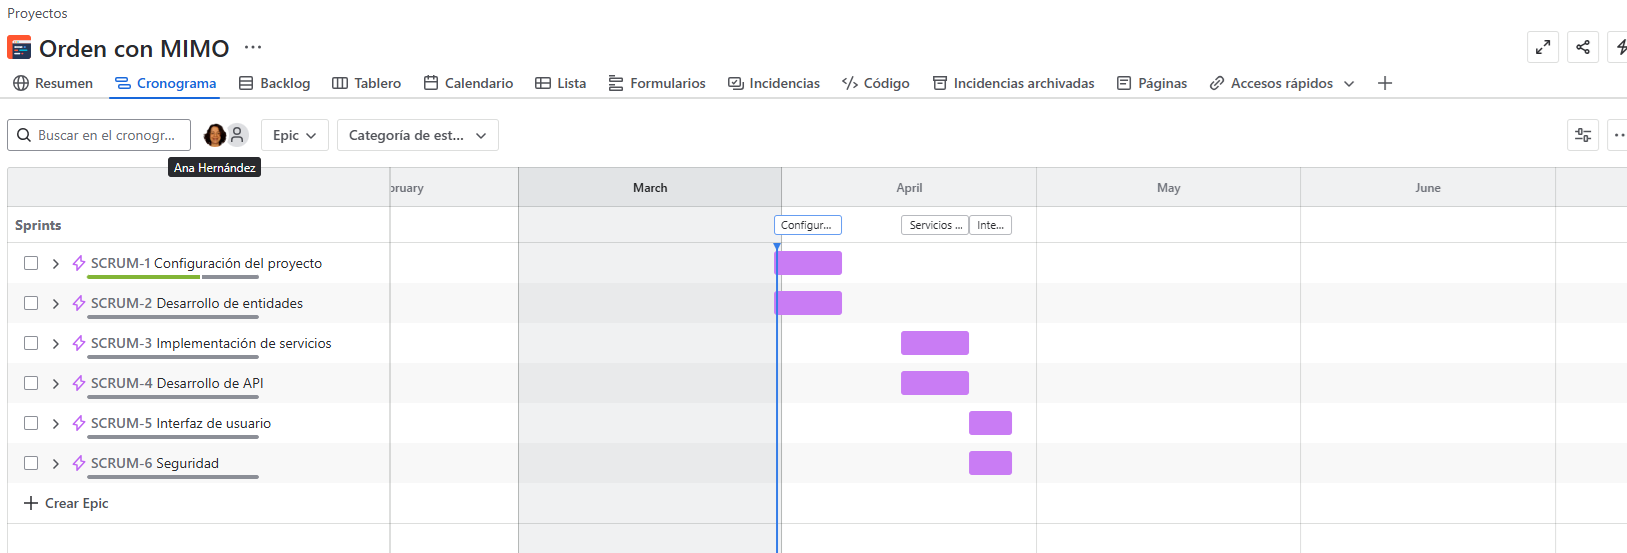 Proyectos
Orden con MIMO
Resumen Cronograma Backlog Tablero Calendario Lista Formularios Incidencias Código Incidencias archivadas Páginas Accesos rápidos
Buscar en el cronogr... Epic Categoría de est...
Ana Hernández
bruary March April May June
Sprints Configur... Servicios ... Inte...
SCRUM-1 Configuración del proyecto
SCRUM-2 Desarrollo de entidades
SCRUM-3 Implementación de servicios
SCRUM-4 Desarrollo de API
SCRUM-5 Interfaz de usuario
SCRUM-6 Seguridad
Crear Epic